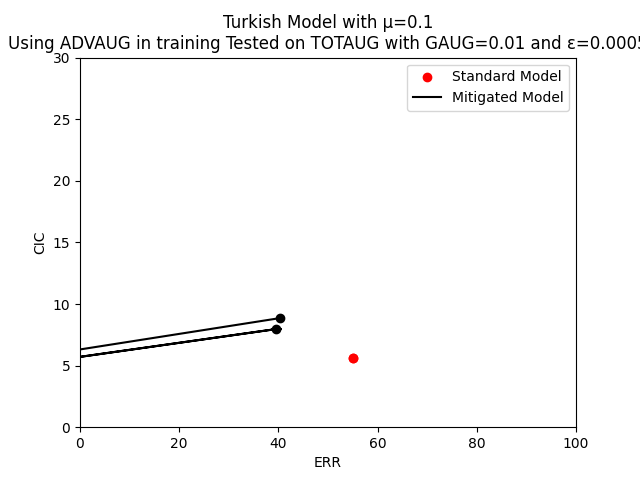 Turkish Model with μ=0.1
Using ADVAUG in training Tested on TOTAUG with GAUG=0.01 and ε=0.0005
Standard Model
Mitigated Model
30
25
20
15
10
5
0
CIC
0 20 40 60 80 100
ERR